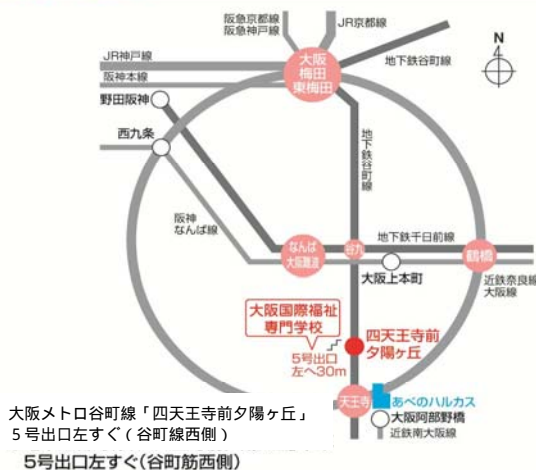 阪急京都線
阪急神戸線
JR京都線
JR神戸線
地下鉄谷町線
阪神本線
大阪
梅田
東梅田
N
4
野田阪神
西九条
地下鉄谷町線
阪神
なんば線
なんば
大阪難波
谷九
地下鉄千日前線
鶴橋
大阪上本町
近鉄奈良線
大阪線
大阪国際福祉
専門学校
5号出口
左へ30m
四天王寺前
夕陽ヶ丘
天王寺
あべのハルカス
大阪阿部野橋
近鉄南大阪線
大阪メトロ谷町線「四天王寺前夕陽ヶ丘」
５号出口左すぐ（谷町線西側）
5号出口左すぐ(谷町筋西側)